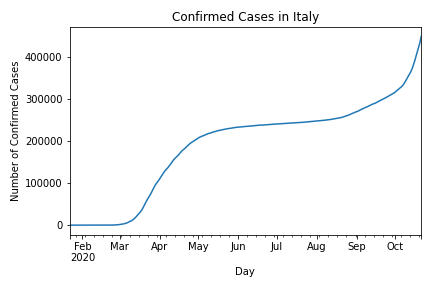 Confirmed Cases in Italy
Number of Confirmed Cases
400000
300000
200000
100000
0
Feb Mar Apr May Jun Jul Aug Sep Oct
2020
Day